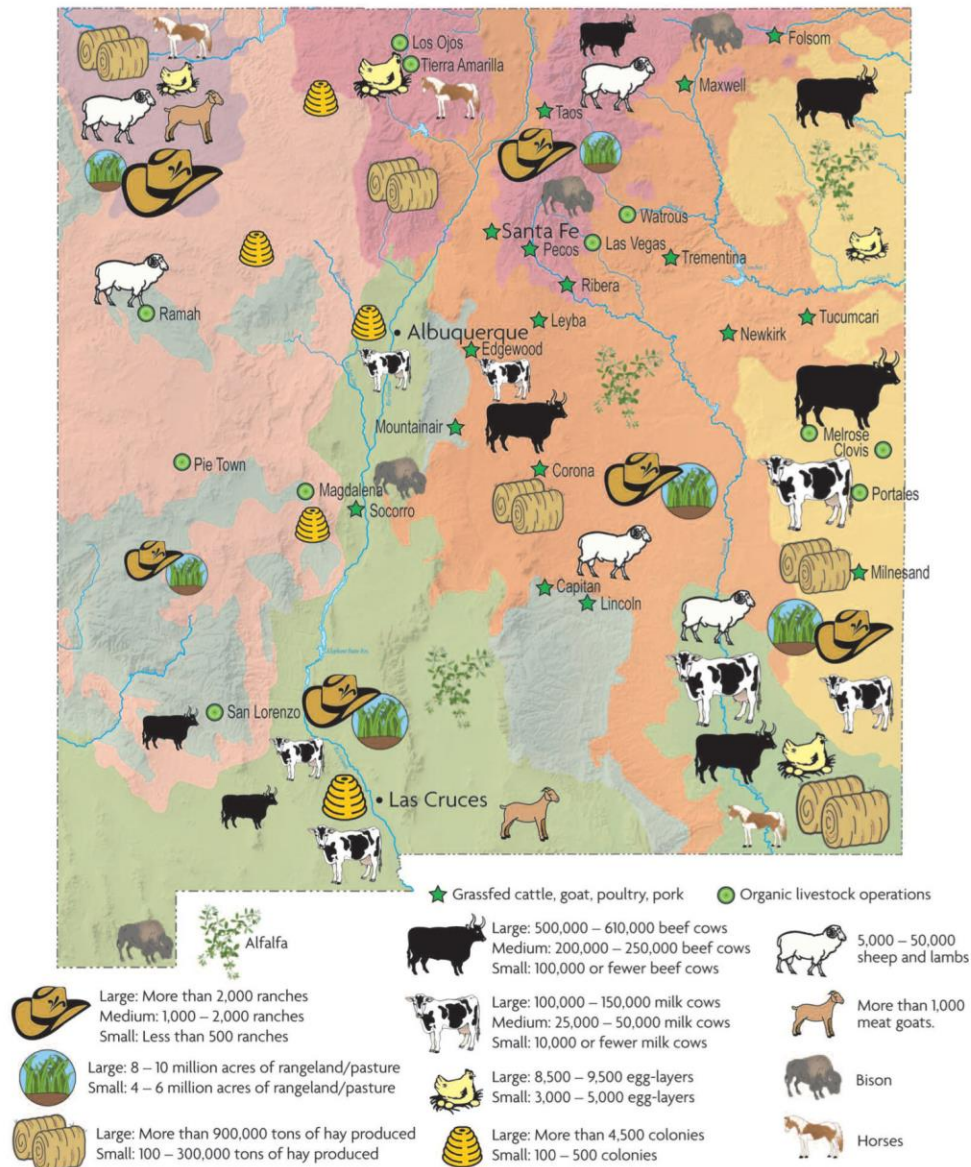 Los Ojos
Folsom
Tierra Amarilla
Maxwell
Taos
Watrous
Santa Fe
Las Vegas
Pecos
Trementina
Ribera
Ramah
Leyba
Tucumcari
Albuquerque
Newkirk
Edgewood
Mountainair
Melrose
Clovis
Pie Town
Corona
Magdalena
Portales
Socorro
Milnesand
Capitan
Lincoln
San Lorenzo
Las Cruces
Grassfed cattle, goat, poultry, pork
Organic livestock operations
Alfalfa
Large: 500,000 – 610,000 beef cows
Medium: 200,000 – 250,000 beef cows
Small: 100,000 or fewer beef cows
5,000 – 50,000
sheep and lambs
Large: More than 2,000 ranches
Medium: 1,000 – 2,000 ranches
Small: Less than 500 ranches
Large: 100,000 – 150,000 milk cows
Medium: 25,000 – 50,000 milk cows
Small: 10,000 or fewer milk cows
More than 1,000
meat goats.
Large: 8 – 10 million acres of rangeland/pasture
Small: 4 – 6 million acres of rangeland/pasture
Large: 8,500 – 9,500 egg-layers
Small: 3,000 – 5,000 egg-layers
Bison
Large: More than 900,000 tons of hay produced
Small: 100 – 300,000 tons of hay produced
Large: More than 4,500 colonies
Small: 100 – 500 colonies
Horses